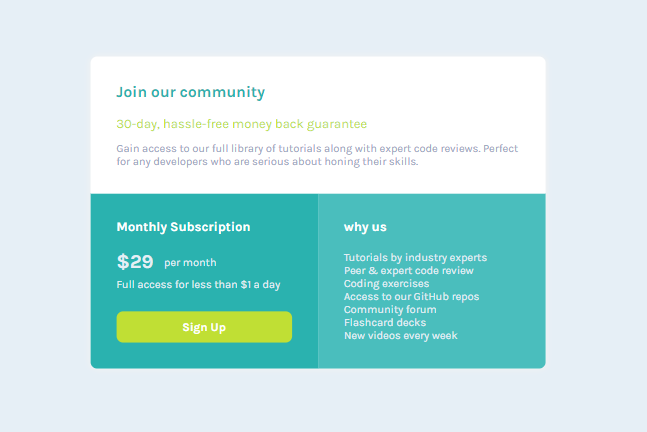 Join our community
30-day, hassle-free money back guarantee
Gain access to our full library of tutorials along with expert code reviews. Perfect
for any developers who are serious about honing their skills.
Monthly Subscription
$29 per month
Full access for less than $1 a day
Sign Up
why us
Tutorials by industry experts
Peer & expert code review
Coding exercises
Access to our GitHub repos
Community forum
Flashcard decks
New videos every week